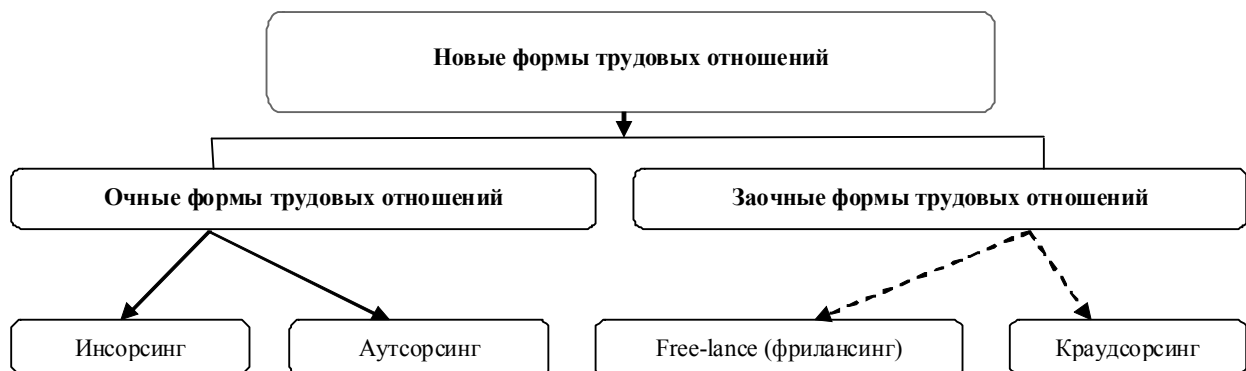 Новые формы трудовых отношений
Очные формы трудовых отношений
Заочные формы трудовых отношений
Инсорсинг
Аутсорсинг
Free-lance (фрилансинг)
Краудсорсинг